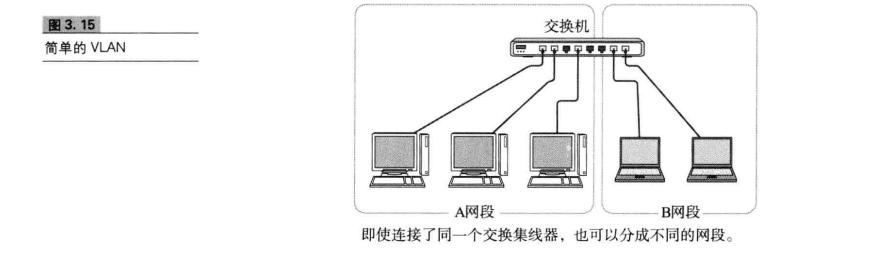 图 3. 15
简单的 VLAN
交换机
A网段
B网段
即使连接了同一个交换集线器，也可以分成不同的网段。